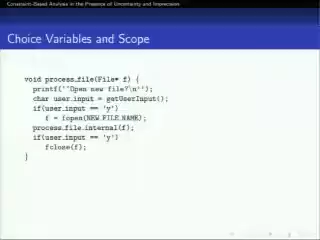 Constraint-Based Analysis in the Presence of Uncertainty and Imprecision
Choice Variables and Scope
void process_file(File* f) {
printf(``Open new file?\n'');
char user_input = getUserInput();
if(user_input == 'y')
f = fopen(NEW_FILE_NAME);
process_file_internal(f);
if(user_input == 'y')
fclose(f);
}